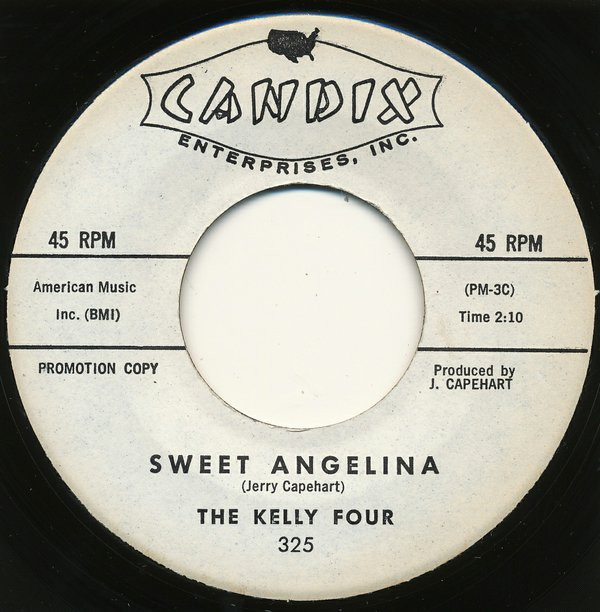 CANDIX
ENTERPRISES, INC.
45 RPM
45 RPM
American Music
Inc. (BMI)
(PM-3C)
Time 2:10
PROMOTION COPY
Produced by
J. CAPEHART
SWEET ANGELINA
(Jerry Capehart)
THE KELLY FOUR
325